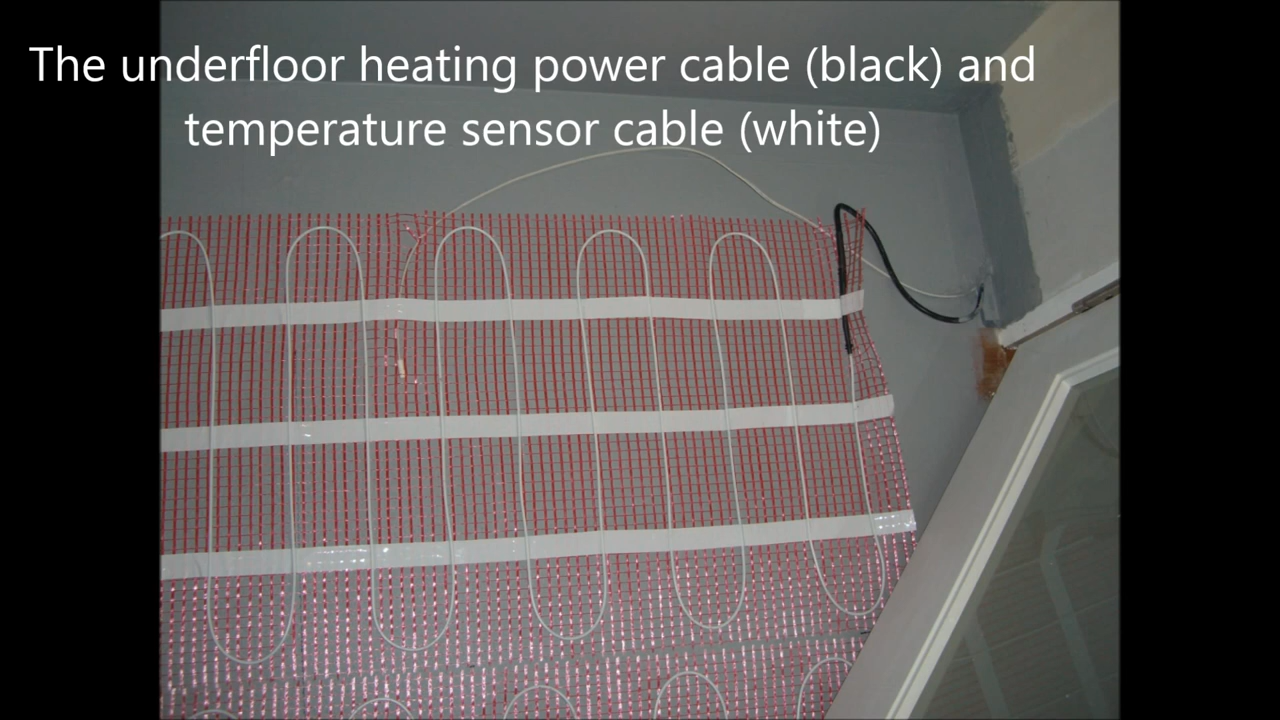 The underfloor heating power cable (black) and
temperature sensor cable (white)